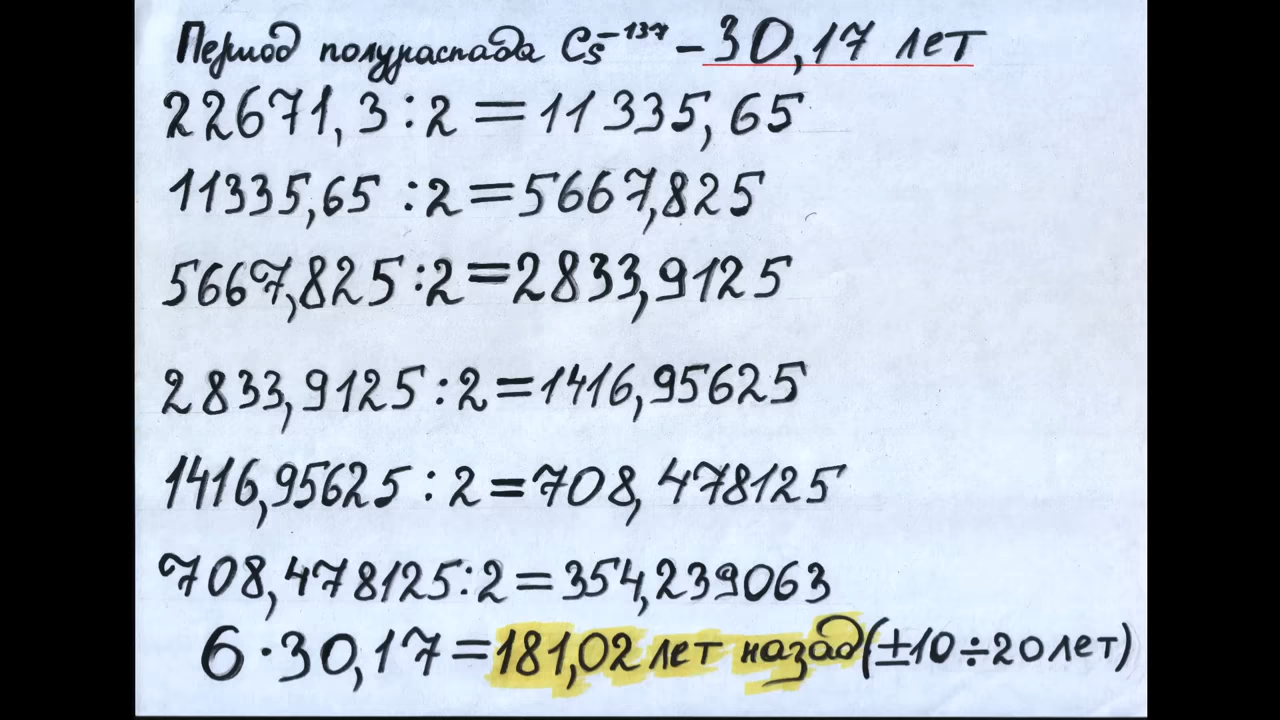 Период полураспада Cs⁻¹³⁷ – 30,17 лет
22671,3 : 2 = 11335,65
11335,65 : 2 = 5667,825
5667,825 : 2 = 2833,9125
2833,9125 : 2 = 1416,95625
1416,95625 : 2 = 708,478125
708,478125 : 2 = 354,239063
6 · 30,17 = 181,02 лет назад (±10÷20 лет)